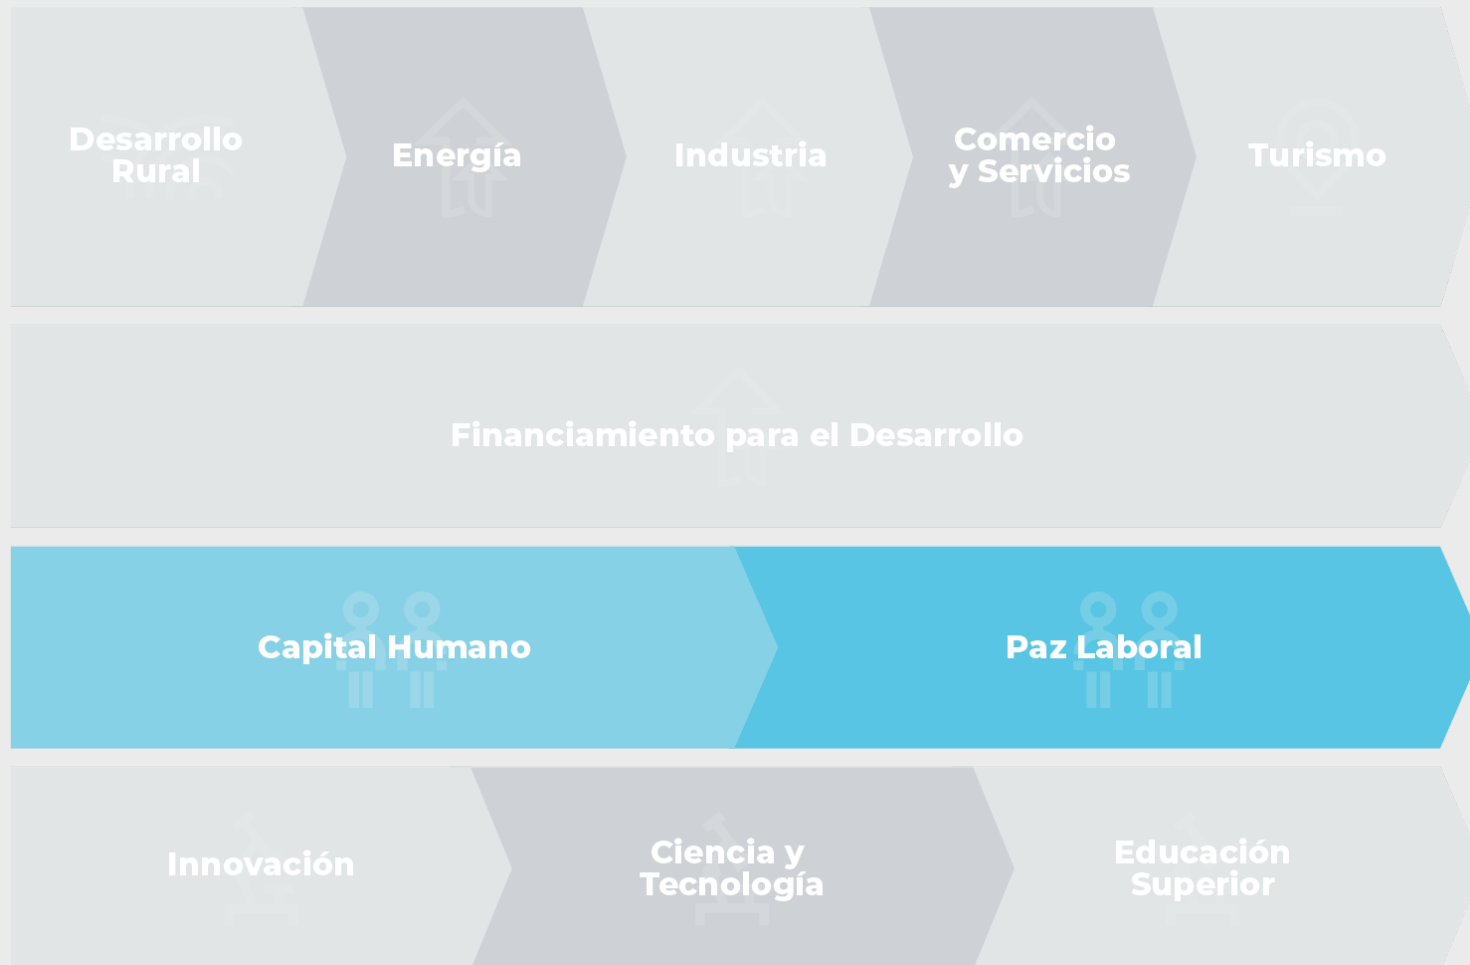 Desarrollo
Rural
Energía
Industria
Comercio
y Servicios
Turismo
Financiamiento para el Desarrollo
Capital Humano
Paz Laboral
Innovación
Ciencia y
Tecnología
Educación
Superior